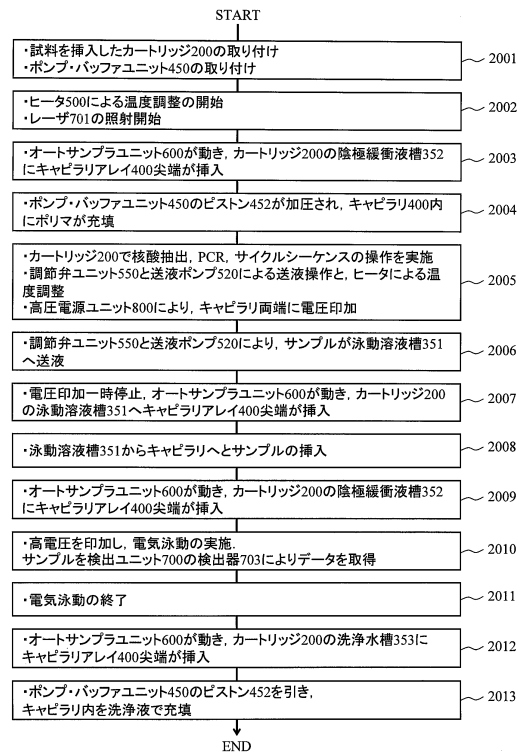 START
・試料を挿入したカートリッジ200の取り付け
・ポンプ・バッファユニット450の取り付け
2001
・ヒータ500による温度調整の開始
・レーザ701の照射開始
2002
・オートサンプラユニット600が動き, カートリッジ200の陰極緩衝液槽352
にキャピラリアレイ400尖端が挿入
2003
・ポンプ・バッファユニット450のピストン452が加圧され, キャピラリ400内
にポリマが充填
2004
・カートリッジ200で核酸抽出, PCR, サイクルシーケンスの操作を実施
・調節弁ユニット550と送液ポンプ520による送液操作と, ヒータによる温
度調整
・高圧電源ユニット800により, キャピラリ両端に電圧印加
2005
・調節弁ユニット550と送液ポンプ520により, サンプルが泳動溶液槽351
へ送液
2006
・電圧印加一時停止, オートサンプラユニット600が動き, カートリッジ200
の泳動溶液槽351へキャピラリアレイ400尖端が挿入
2007
・泳動溶液槽351からキャピラリへとサンプルの挿入
2008
・オートサンプラユニット600が動き, カートリッジ200の陰極緩衝液槽352
にキャピラリアレイ400尖端が挿入
2009
・高電圧を印加し, 電気泳動の実施.
サンプルを検出ユニット700の検出器703によりデータを取得
2010
・電気泳動の終了
2011
・オートサンプラユニット600が動き, カートリッジ200の洗浄水槽353に
キャピラリアレイ400尖端が挿入
2012
・ポンプ・バッファユニット450のピストン452を引き,
キャピラリ内を洗浄液で充填
2013
END